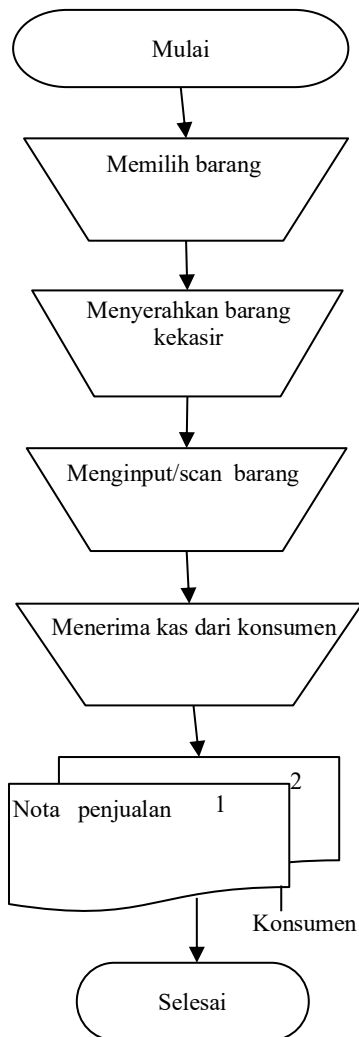 Mulai
Memilih barang
Menyerahkan barang
kekasir
Menginput/scan barang
Menerima kas dari konsumen
2
Nota penjualan 1
Konsumen
Selesai